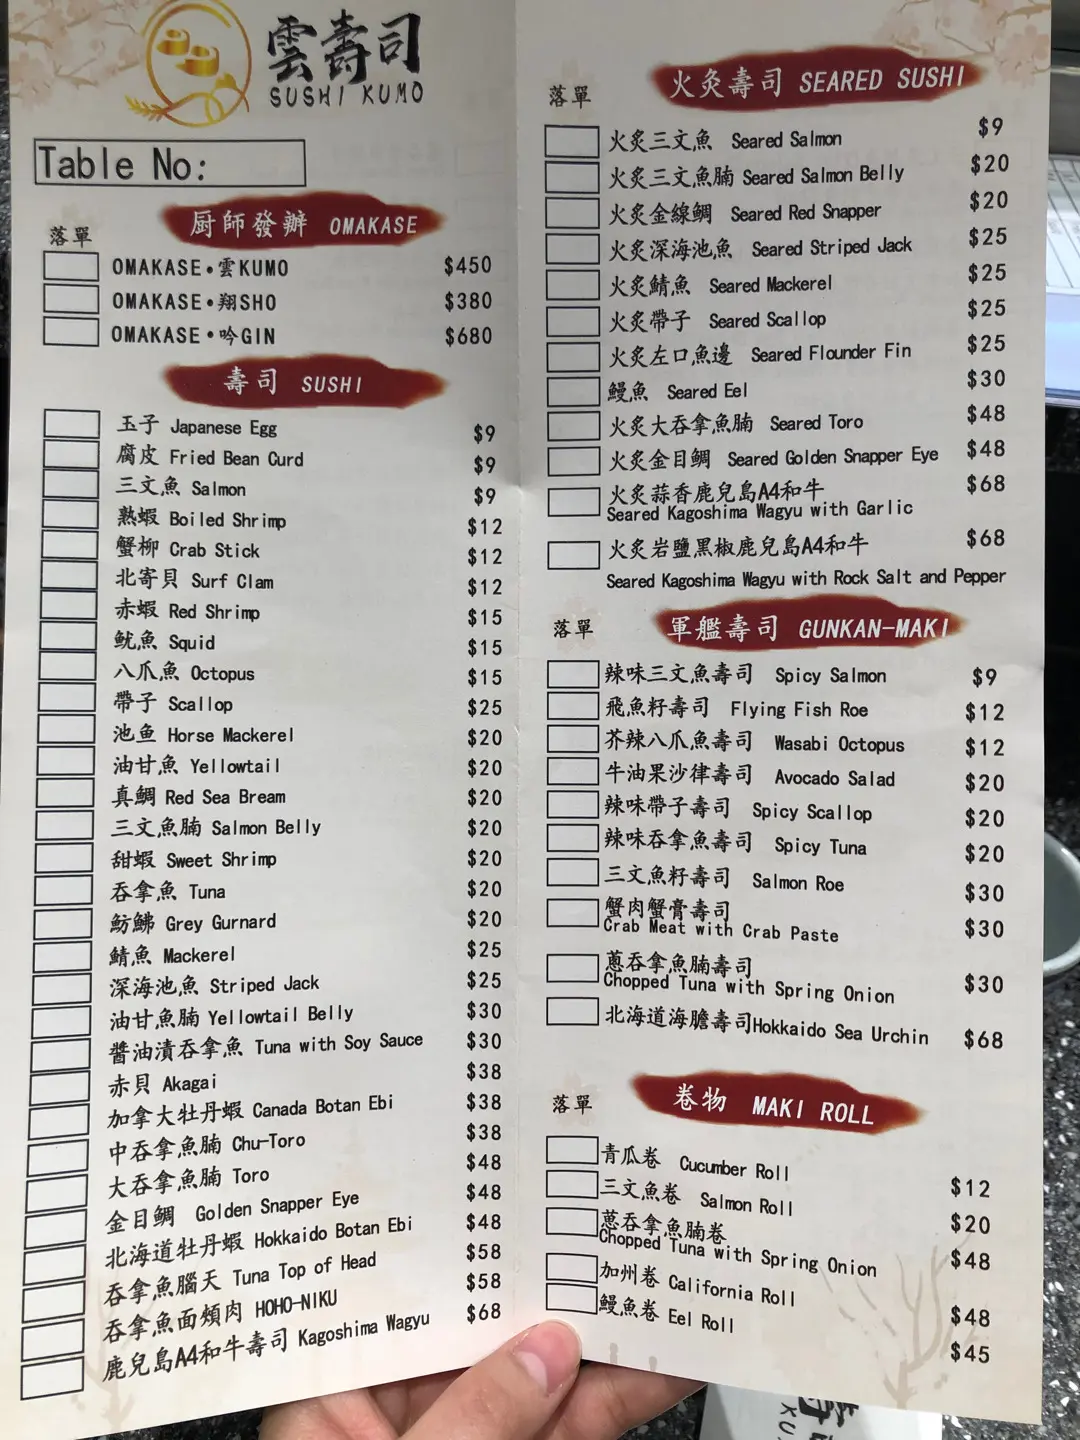 雲壽司
SUSHI KUMO
Table No:
厨師發辦 OMAKASE
落單
OMAKASE•雲KUMO $450
OMAKASE•翔SHO $380
OMAKASE•吟GIN $680
壽司 SUSHI
玉子 Japanese Egg $9
腐皮 Fried Bean Curd $9
三文魚 Salmon $9
熟蝦 Boiled Shrimp $12
蟹柳 Crab Stick $12
北寄貝 Surf Clam $12
赤蝦 Red Shrimp $15
魷魚 Squid $15
八爪魚 Octopus $15
帶子 Scallop $25
池鱼 Horse Mackerel $20
油甘魚 Yellowtail $20
真鯛 Red Sea Bream $20
三文魚腩 Salmon Belly $20
甜蝦 Sweet Shrimp $20
吞拿魚 Tuna $20
魴鮄 Grey Gurnard $20
鯖魚 Mackerel $25
深海池魚 Striped Jack $25
油甘魚腩 Yellowtail Belly $30
醬油漬吞拿魚 Tuna with Soy Sauce $30
赤貝 Akagai $38
加拿大牡丹蝦 Canada Botan Ebi $38
中吞拿魚腩 Chu-Toro $38
大吞拿魚腩 Toro $48
金目鯛 Golden Snapper Eye $48
北海道牡丹蝦 Hokkaido Botan Ebi $48
吞拿魚腦天 Tuna Top of Head $58
吞拿魚面頰肉 HOHO-NIKU $58
鹿兒島A4和牛壽司 Kagoshima Wagyu $68
火灸壽司 SEARED SUSHI
落單
火炙三文魚 Seared Salmon $9
火炙三文魚腩 Seared Salmon Belly $20
火炙金線鯛 Seared Red Snapper $20
火炙深海池魚 Seared Striped Jack $25
火炙鯖魚 Seared Mackerel $25
火炙帶子 Seared Scallop $25
火炙左口魚邊 Seared Flounder Fin $25
鰻魚 Seared Eel $30
火炙大吞拿魚腩 Seared Toro $48
火炙金目鯛 Seared Golden Snapper Eye $48
火炙蒜香鹿兒島A4和牛 $68
Seared Kagoshima Wagyu with Garlic
火炙岩鹽黑椒鹿兒島A4和牛 $68
Seared Kagoshima Wagyu with Rock Salt and Pepper
軍艦壽司 GUNKAN-MAKI
落單
辣味三文魚壽司 Spicy Salmon $9
飛魚籽壽司 Flying Fish Roe $12
芥辣八爪魚壽司 Wasabi Octopus $12
牛油果沙律壽司 Avocado Salad $20
辣味帶子壽司 Spicy Scallop $20
辣味吞拿魚壽司 Spicy Tuna $20
三文魚籽壽司 Salmon Roe $30
蟹肉蟹膏壽司 $30
Crab Meat with Crab Paste
蔥吞拿魚腩壽司
Chopped Tuna with Spring Onion $30
北海道海膽壽司Hokkaido Sea Urchin $68
卷物 MAKI ROLL
落單
青瓜卷 Cucumber Roll $12
三文魚卷 Salmon Roll $20
蔥吞拿魚腩卷
Chopped Tuna with Spring Onion $48
加州卷 California Roll $48
鰻魚卷 Eel Roll $45